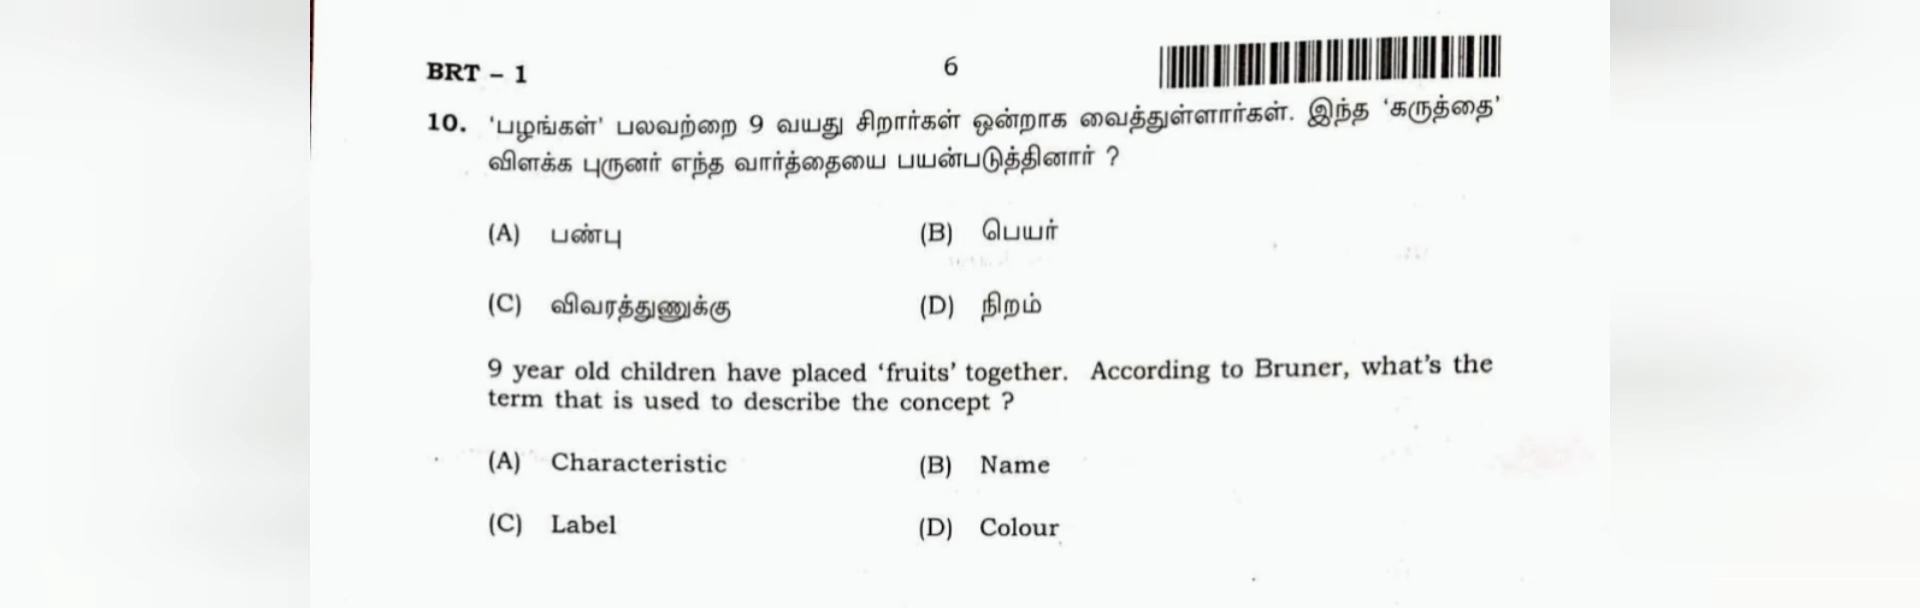 BRT – 1
6
10. 'பழங்கள்' பலவற்றை 9 வயது சிறார்கள் ஒன்றாக வைத்துள்ளார்கள். இந்த 'கருத்தை'
விளக்க புருனர் எந்த வார்த்தையை பயன்படுத்தினார் ?
(A) பண்பு (B) பெயர்
(C) விவரத்துணுக்கு (D) நிறம்
9 year old children have placed ‘fruits’ together. According to Bruner, what’s the
term that is used to describe the concept ?
(A) Characteristic (B) Name
(C) Label (D) Colour